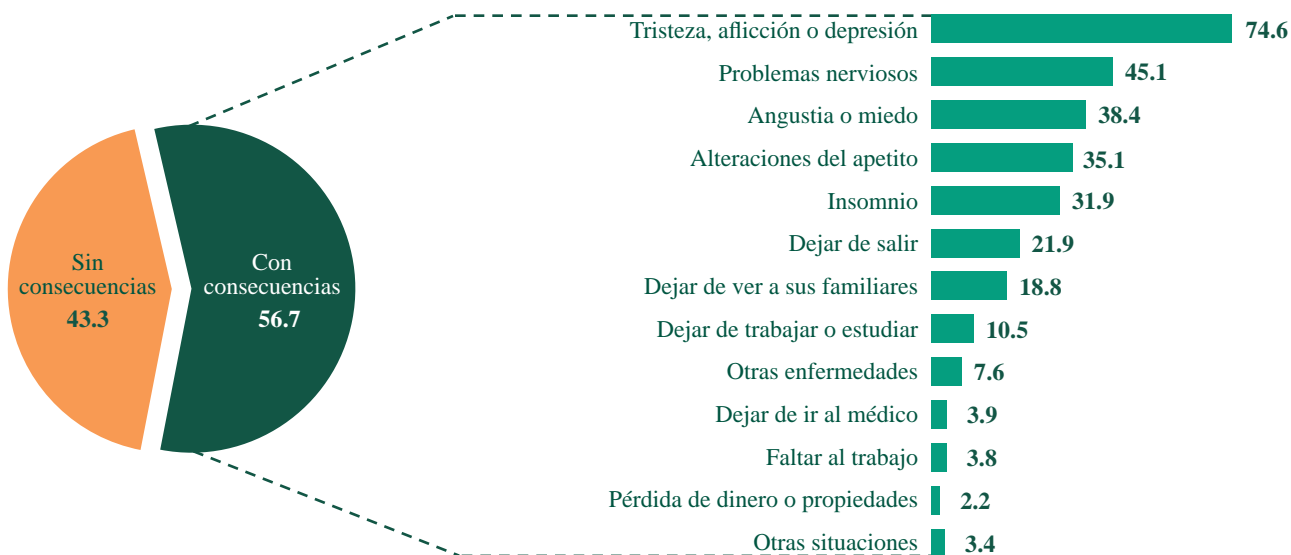 Sin
consecuencias
43.3
Con
consecuencias
56.7
Tristeza, aflicción o depresión 74.6
Problemas nerviosos 45.1
Angustia o miedo 38.4
Alteraciones del apetito 35.1
Insomnio 31.9
Dejar de salir 21.9
Dejar de ver a sus familiares 18.8
Dejar de trabajar o estudiar 10.5
Otras enfermedades 7.6
Dejar de ir al médico 3.9
Faltar al trabajo 3.8
Pérdida de dinero o propiedades 2.2
Otras situaciones 3.4